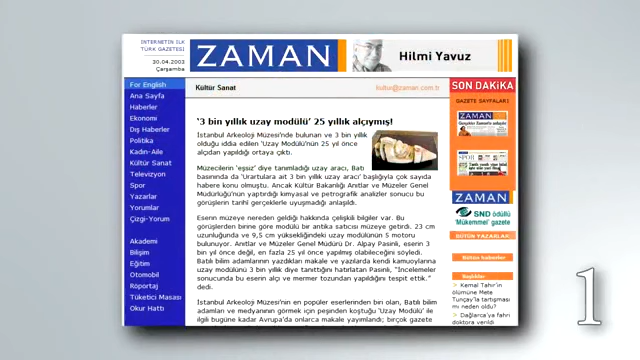 INTERNETIN ILK
TÜRK GAZETESİ
30.04.2003
Çarşamba
ZAMAN
Hilmi Yavuz
For English
Ana Sayfa
Haberler
Ekonomi
Dış Haberler
Politika
Kadın-Aile
Kültür Sanat
Televizyon
Spor
Yazarlar
Yorumlar
Çizgi-Yorum
Akademi
Bilişim
Eğitim
Otomobil
Röportaj
Tüketici Masası
Okur Hattı
Kültür Sanat
kultur@zaman.com.tr
'3 bin yıllık uzay modülü' 25 yıllık alçıymış!
İstanbul Arkeoloji Müzesi'nde bulunan ve 3 bin yıllık
olduğu iddia edilen 'Uzay Modülü'nün 25 yıl önce
alçıdan yapıldığı ortaya çıktı.
Müzecilerin 'eşsiz' diye tanımladığı uzay aracı, Batı
basınında da 'Urartulara ait 3 bin yıllık uzay aracı' başlığıyla çok sayıda
habere konu olmuştu. Ancak Kültür Bakanlığı Anıtlar ve Müzeler Genel
Müdürlüğü'nün yaptırdığı kimyasal ve petrografik analizler sonucu bu
görüşlerin tarihi gerçeklerle uyuşmadığı anlaşıldı.
Eserin müzeye nereden geldiği hakkında çelişkili bilgiler var. Bu
görüşlerden birine göre modülü bir antika satıcısı müzeye getirdi. 23 cm
uzunluğunda ve 9,5 cm yüksekliğindeki uzay modülünün 5 motoru
bulunuyor. Anıtlar ve Müzeler Genel Müdürü Dr. Alpay Pasinli, eserin 3
bin yıl önce değil, en fazla 25 yıl önce yapılmış olabileceğini söyledi.
Batılı bilim adamlarının yazdıkları makale ve yazılarda kendi kamuoylarına
uzay modülünü 3 bin yıllık diye tanıttığını hatırlatan Pasinli, "İncelemeler
sonucunda bu eserin alçı ve mermer tozundan yapıldığını tespit ettik."
dedi.
İstanbul Arkeoloji Müzesi'nin en popüler eserlerinden biri olan, Batılı bilim
adamları ve medyanının görmek için peşinden koştuğu 'Uzay Modülü' ile
ilgili bugüne kadar Avrupa'da onlarca makale yayımlandı; birçok gazete
SON DAKİKA
GAZETE SAYFALARI
ZAMAN
SPOR
ZAMAN
SND ödüllü
'Mükemmel' gazete
BÜTÜN YAZARLAR
Bütün haberler
Başlıklar
> Kemal Tahir'in
ölümüne Mete
Tunçay'la tartışması
mı neden oldu?
> Dağlarca'ya fahri
doktora verildi
1